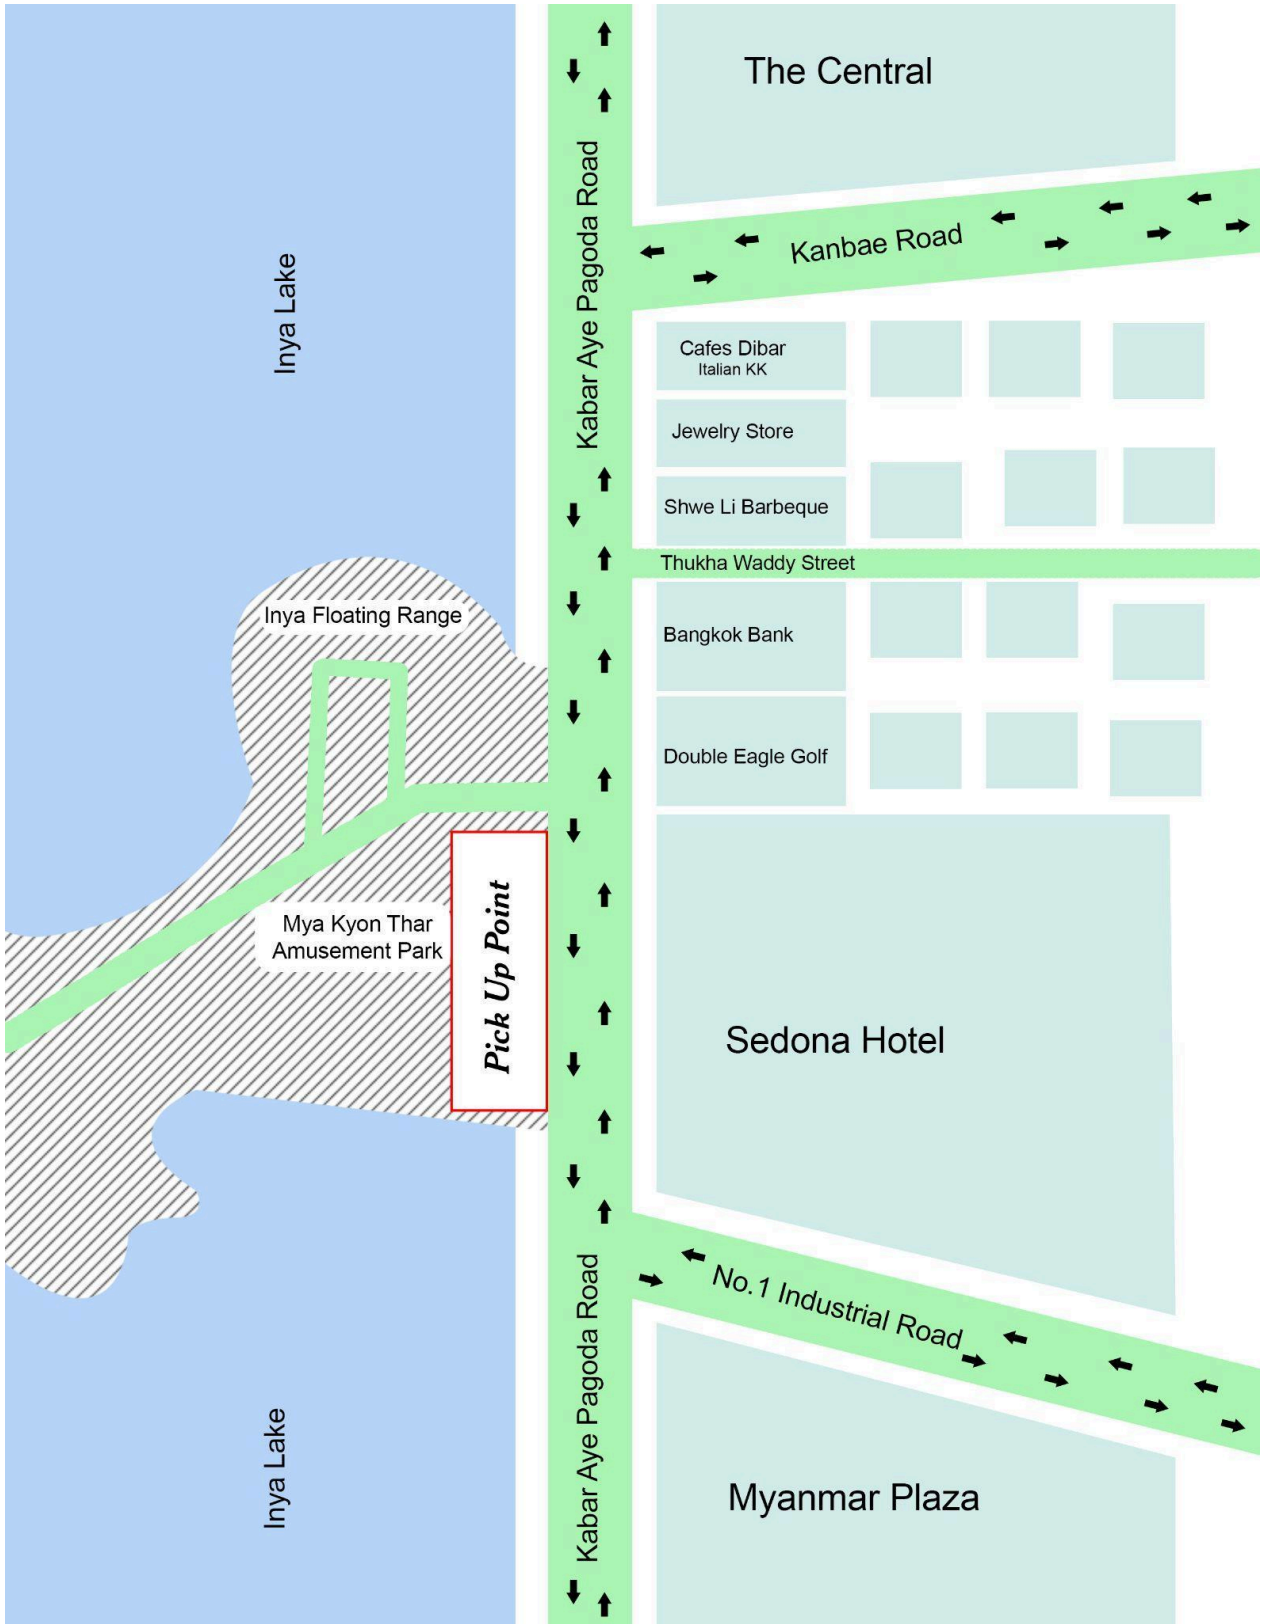 The Central
Kabar Aye Pagoda Road
Kanbae Road
Inya Lake
Cafes Dibar
Italian KK
Jewelry Store
Shwe Li Barbeque
Thukha Waddy Street
Inya Floating Range
Bangkok Bank
Double Eagle Golf
Mya Kyon Thar
Amusement Park
Pick Up Point
Sedona Hotel
No.1 Industrial Road
Kabar Aye Pagoda Road
Inya Lake
Myanmar Plaza